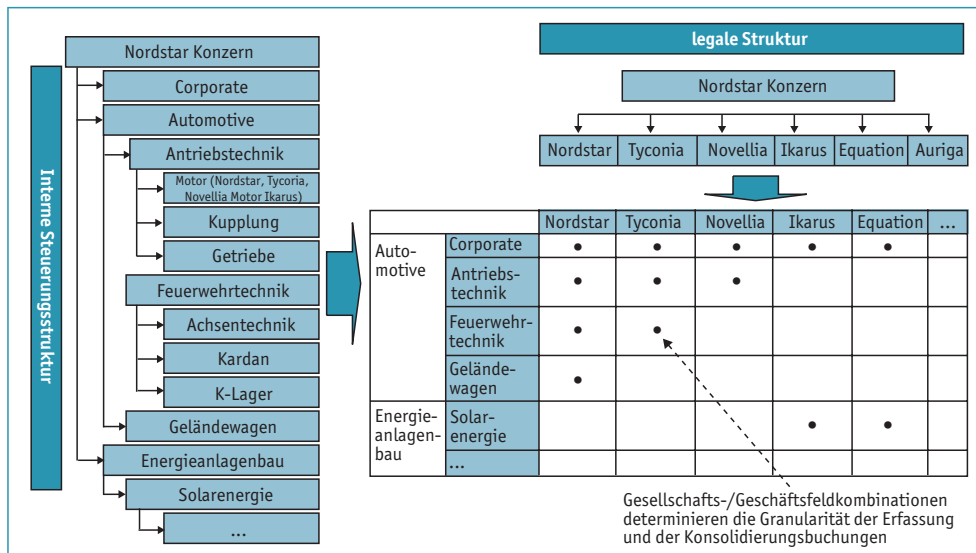 Interne Steuerungsstruktur
Nordstar Konzern
Corporate
Automotive
Antriebstechnik
Motor (Nordstar, Tycoria,
Novellia Motor Ikarus)
Kupplung
Getriebe
Feuerwehrtechnik
Achsentechnik
Kardan
K-Lager
Geländewagen
Energieanlagenbau
Solarenergie
...
legale Struktur
Nordstar Konzern
Nordstar Tyconia Novellia Ikarus Equation Auriga
Nordstar Tyconia Novellia Ikarus Equation ...
Auto-
motive
Corporate
Antriebs-
technik
Feuerwehr-
technik
Gelände-
wagen
Energie-
anlagen-
bau
Solar-
energie
...
Gesellschafts-/Geschäftsfeldkombinationen
determinieren die Granularität der Erfassung
und der Konsolidierungsbuchungen